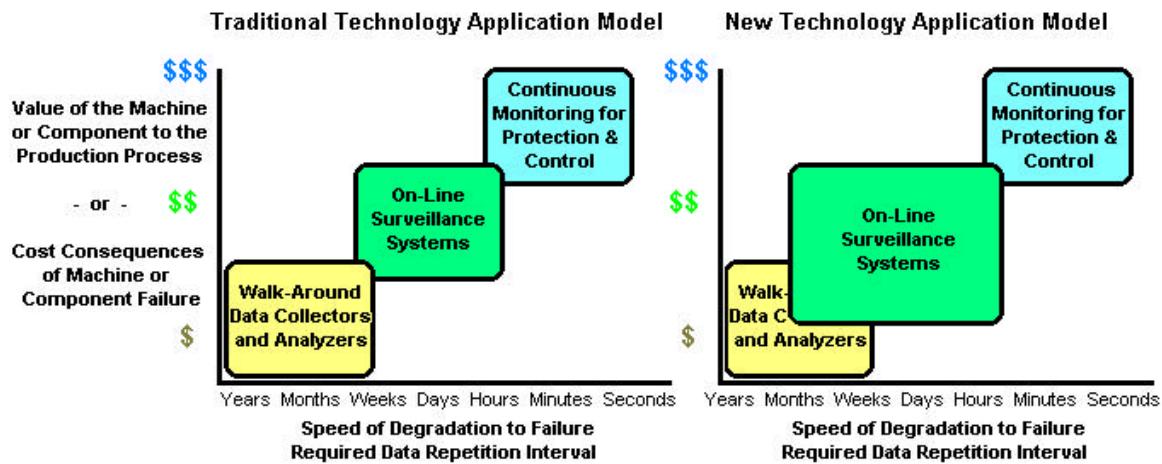 Traditional Technology Application Model
$$$
Value of the Machine
or Component to the
Production Process
- or -
$$
Cost Consequences
of Machine or
Component Failure
$
Continuous
Monitoring for
Protection &
Control
On-Line
Surveillance
Systems
Walk-Around
Data Collectors
and Analyzers
Years Months Weeks Days Hours Minutes Seconds
Speed of Degradation to Failure
Required Data Repetition Interval
New Technology Application Model
$$$
$$
$
Continuous
Monitoring for
Protection &
Control
On-Line
Surveillance
Systems
Walk-
Data C
and Analyzers
Years Months Weeks Days Hours Minutes Seconds
Speed of Degradation to Failure
Required Data Repetition Interval